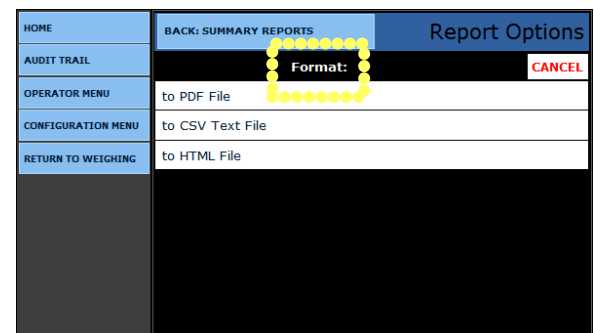 HOME
BACK: SUMMARY REPORTS
Report Options
AUDIT TRAIL
Format:
CANCEL
OPERATOR MENU
to PDF File
CONFIGURATION MENU
to CSV Text File
RETURN TO WEIGHING
to HTML File